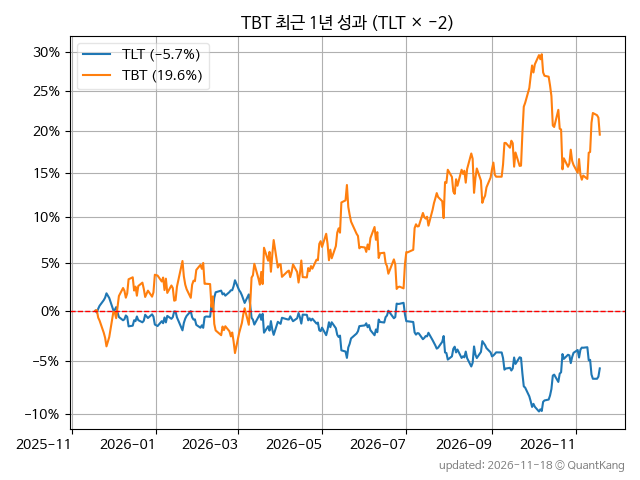 TBT 최근 1년 성과 (TLT × −2)
TLT (−5.7%)
TBT (19.6%)
30%
25%
20%
15%
10%
5%
0%
−5%
−10%
2025−11 2026−01 2026−03 2026−05 2026−07 2026−09 2026−11
updated: 2026−11−18 © QuantKang